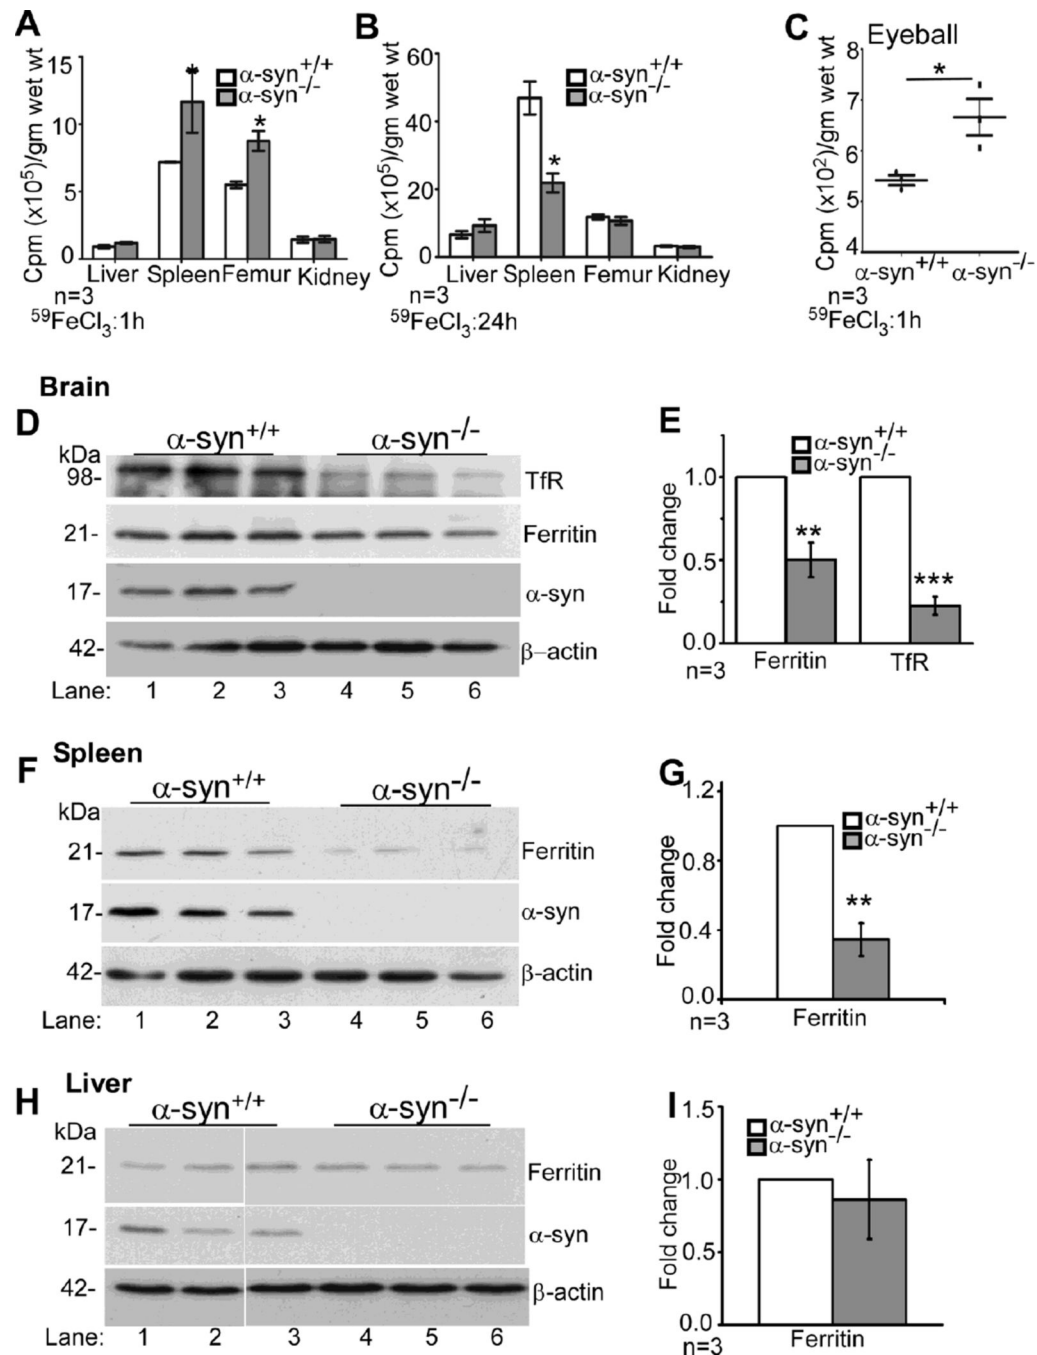 A
Cpm (x10⁵)/gm wet wt
15
10
5
0
α-syn⁺/⁺
α-syn⁻/⁻
*
*
Liver Spleen Femur Kidney
n=3
⁵⁹FeCl₃:1h
B
Cpm (x10⁵)/gm wet wt
60
40
20
0
α-syn⁺/⁺
α-syn⁻/⁻
*
Liver Spleen Femur Kidney
n=3
⁵⁹FeCl₃:24h
C
Eyeball
Cpm (x10²)/gm wet wt
8
7
6
5
4
*
α-syn⁺/⁺ α-syn⁻/⁻
n=3
⁵⁹FeCl₃:1h
Brain
D
α-syn⁺/⁺ α-syn⁻/⁻
kDa
98- TfR
21- Ferritin
17- α-syn
42- β-actin
Lane: 1 2 3 4 5 6
E
α-syn⁺/⁺
α-syn⁻/⁻
Fold change
1.0
0.5
0.0
**
***
Ferritin TfR
n=3
Spleen
F
α-syn⁺/⁺ α-syn⁻/⁻
kDa
21- Ferritin
17- α-syn
42- β-actin
Lane: 1 2 3 4 5 6
G
α-syn⁺/⁺
α-syn⁻/⁻
Fold change
1.2
0.8
0.4
0.0
**
n=3 Ferritin
Liver
H
α-syn⁺/⁺ α-syn⁻/⁻
kDa
21- Ferritin
17- α-syn
42- β-actin
Lane: 1 2 3 4 5 6
I
α-syn⁺/⁺
α-syn⁻/⁻
Fold change
1.5
1.0
0.5
0.0
n=3 Ferritin